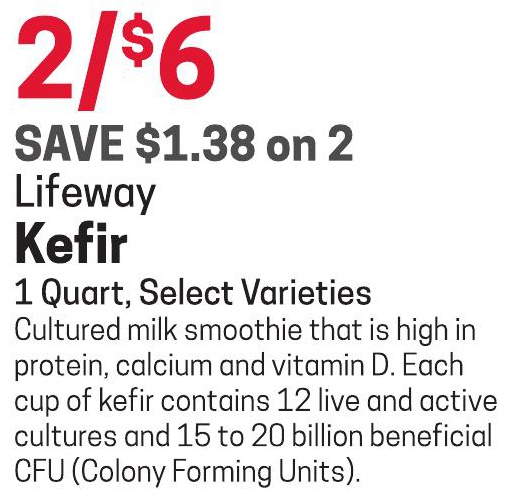 2/$6
SAVE $1.38 on 2
Lifeway
Kefir
1 Quart, Select Varieties
Cultured milk smoothie that is high in
protein, calcium and vitamin D. Each
cup of kefir contains 12 live and active
cultures and 15 to 20 billion beneficial
CFU (Colony Forming Units).